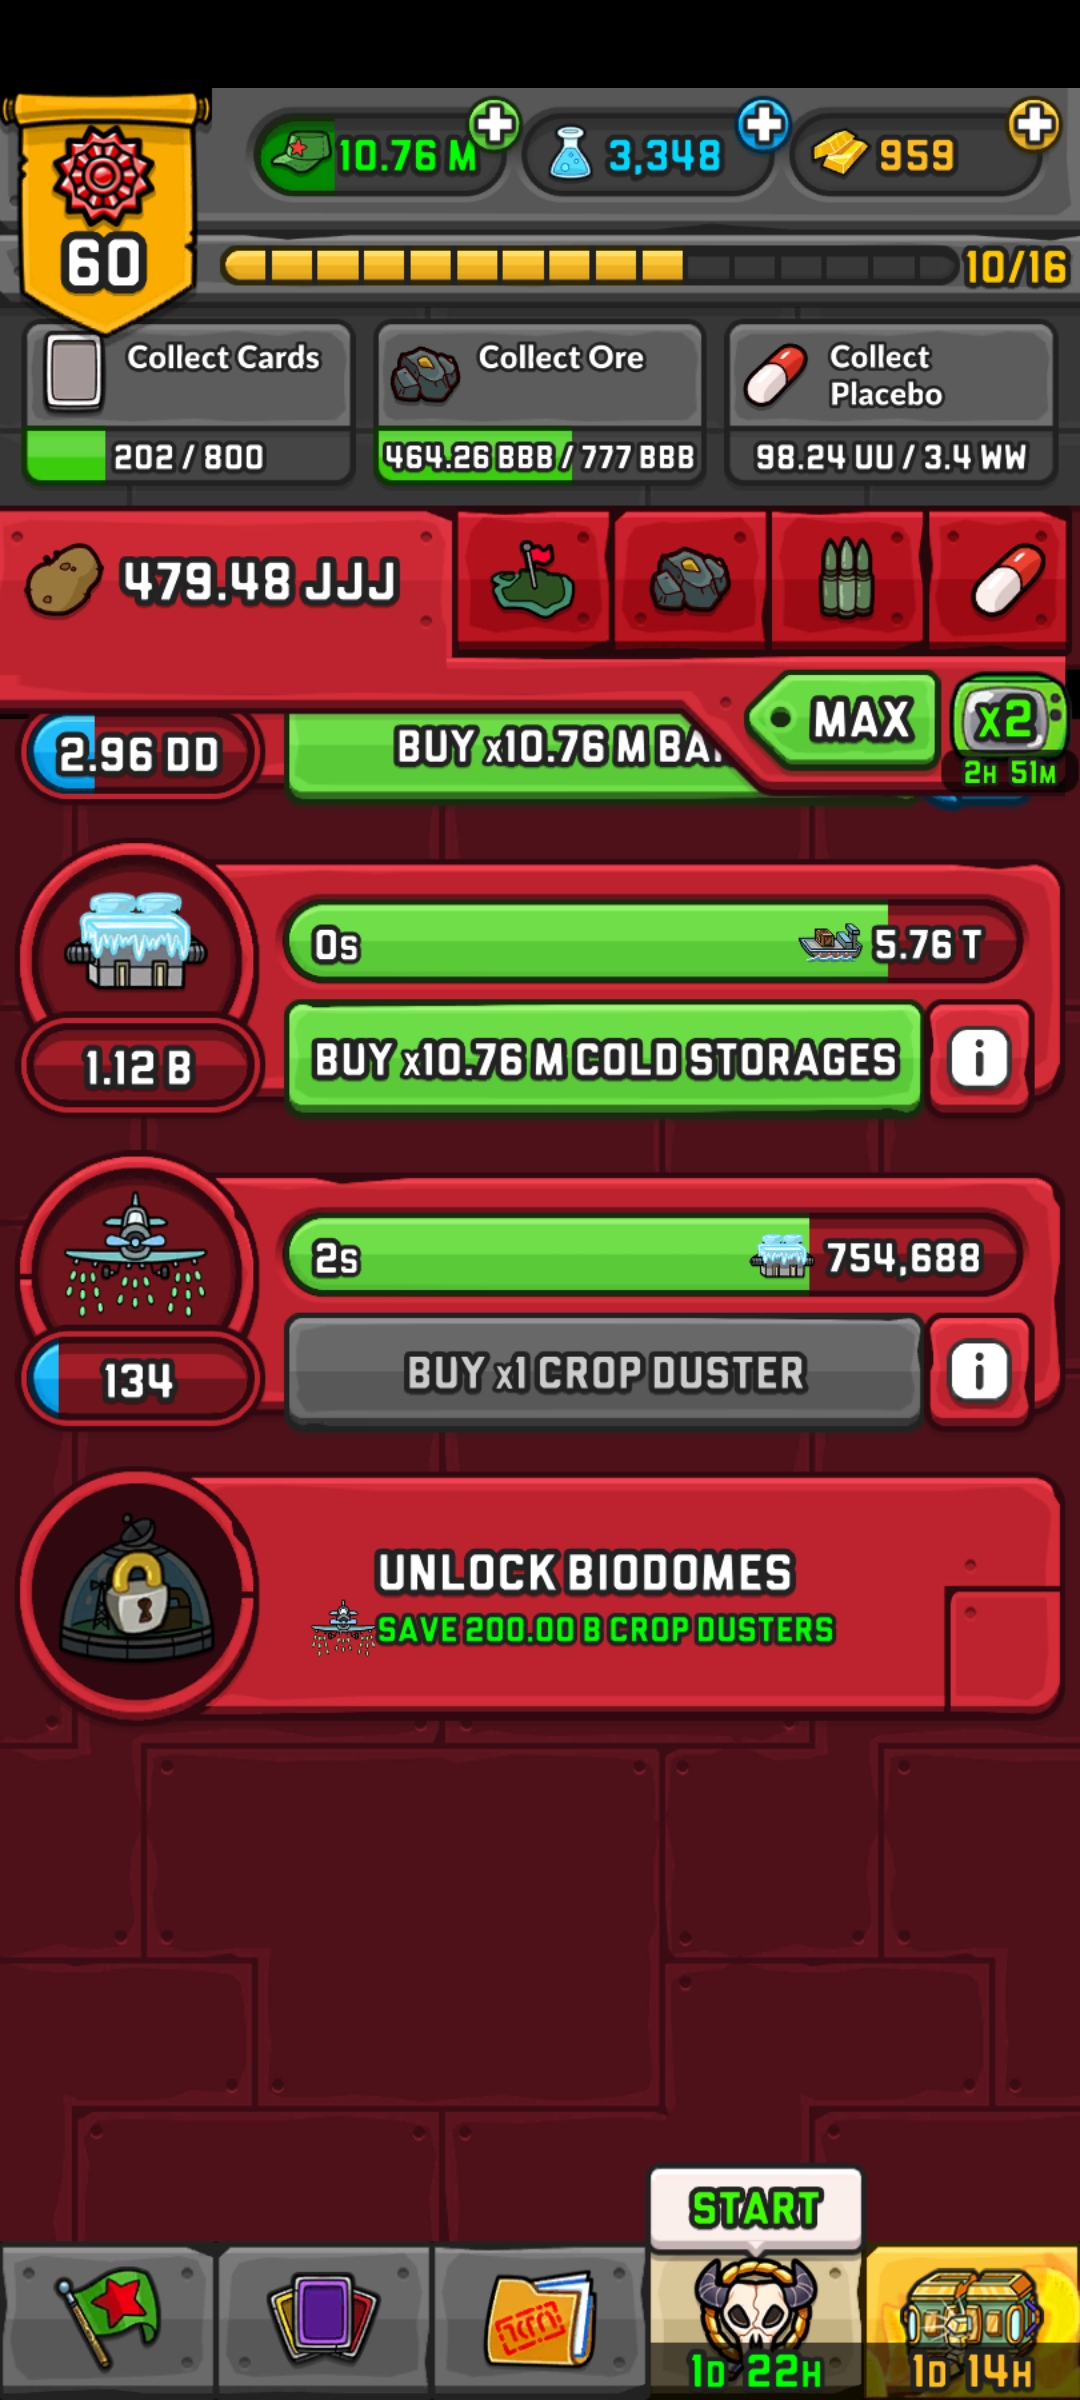 10.76 M
3,348
959
60
10/16
Collect Cards
202 / 800
Collect Ore
464.26 BBB / 777 BBB
Collect
Placebo
98.24 UU / 3.4 WW
479.48 JJJ
MAX
x2
2H 51M
2.96 DD
BUY x10.76 M
0s
5.76 T
1.12 B
BUY x10.76 M COLD STORAGES
i
2s
754,688
134
BUY x1 CROP DUSTER
i
UNLOCK BIODOMES
SAVE 200.00 B CROP DUSTERS
START
1D 22H
1D 14H